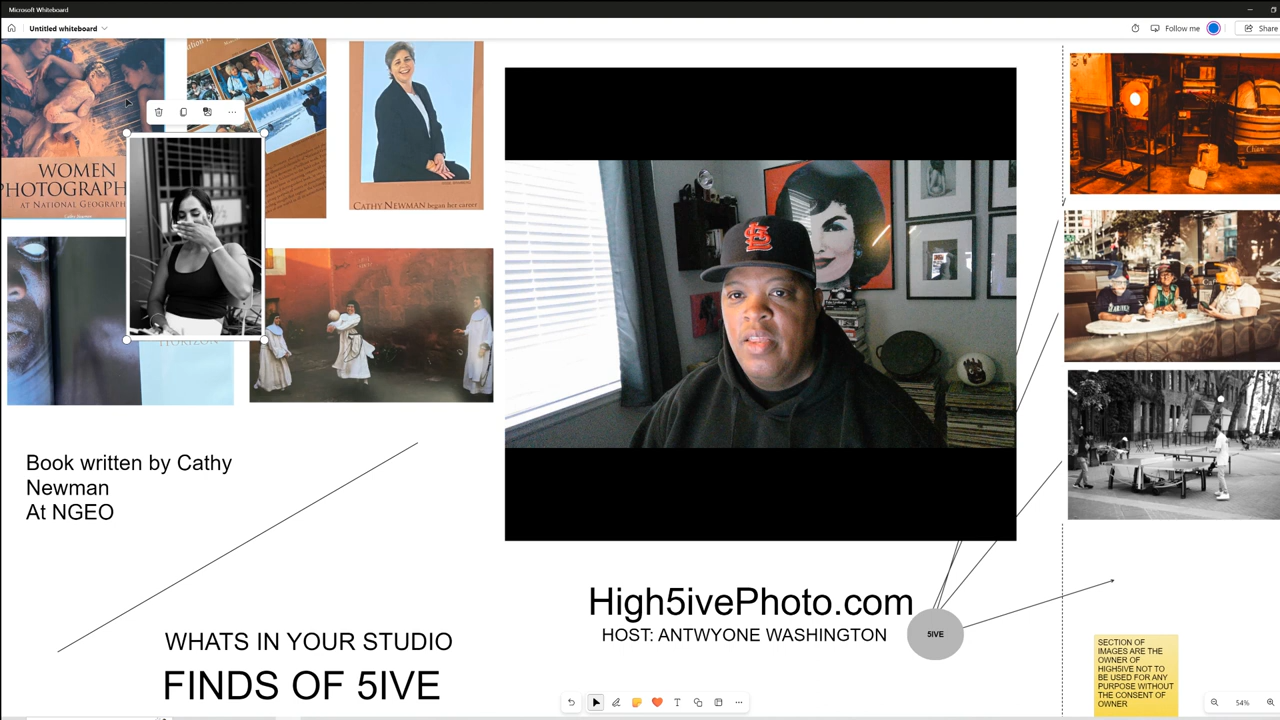 Microsoft Whiteboard
Untitled whiteboard
Follow me
Share
WOMEN
PHOTOGRAPH
AT NATIONAL GEOGRAP
CATHY NEWMAN began her career
HORIZON
Book written by Cathy
Newman
At NGEO
WHATS IN YOUR STUDIO
FINDS OF 5IVE
High5ivePhoto.com
HOST: ANTWYONE WASHINGTON
5IVE
SECTION OF
IMAGES ARE THE
OWNER OF
HIGH5IVE NOT TO
BE USED FOR ANY
PURPOSE WITHOUT
THE CONSENT OF
OWNER
54%